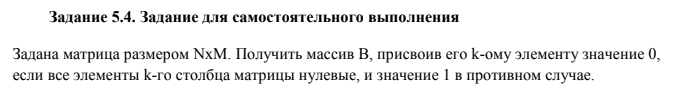 Задание 5.4. Задание для самостоятельного выполнения
Задана матрица размером NxM. Получить массив B, присвоив его k-ому элементу значение 0,
если все элементы k-го столбца матрицы нулевые, и значение 1 в противном случае.